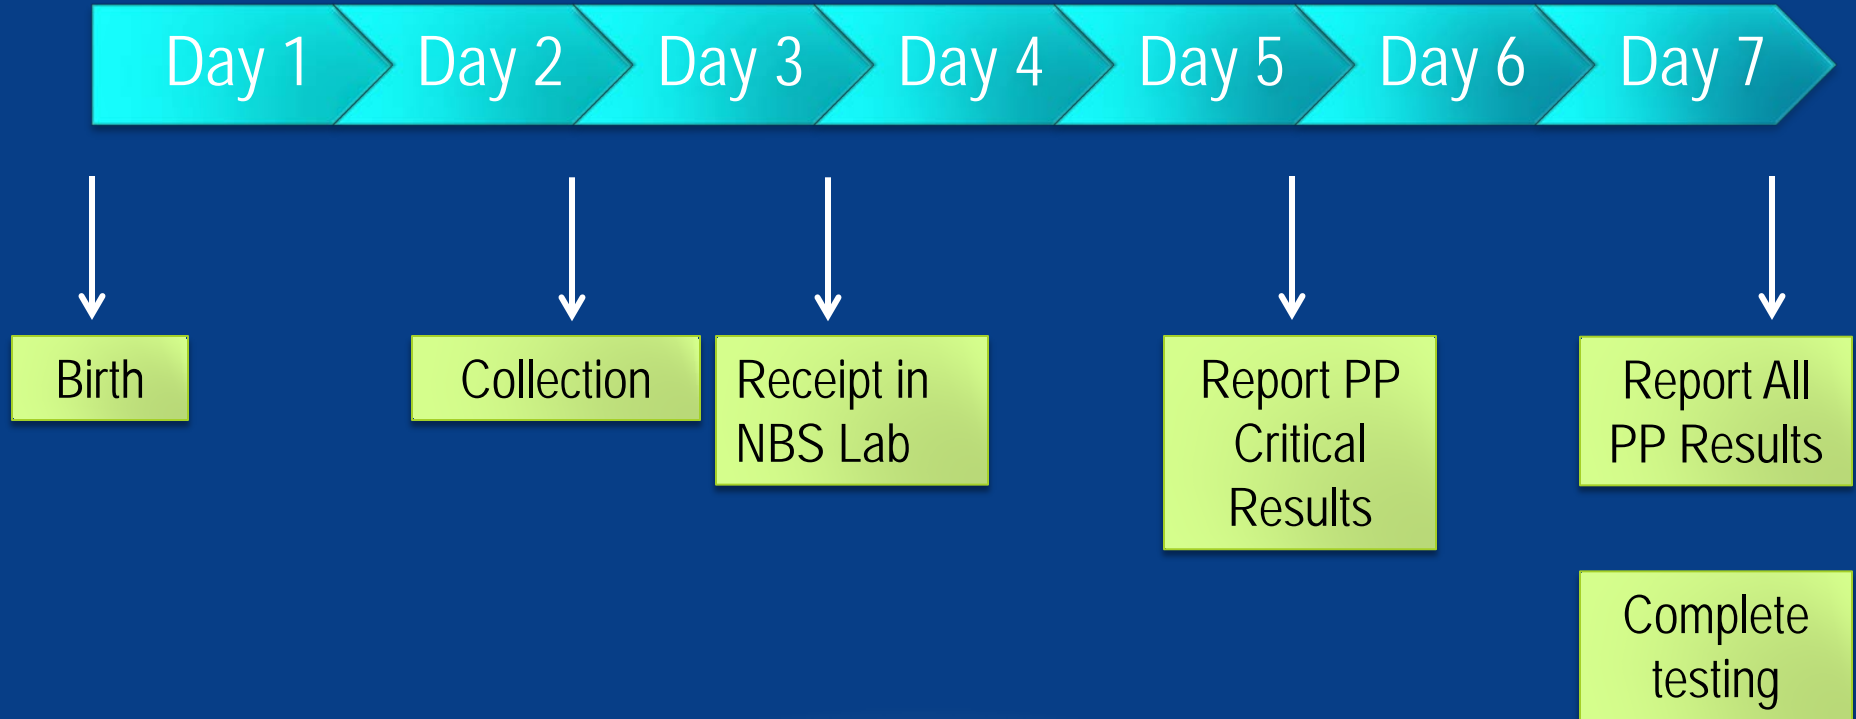 Day 1 Day 2 Day 3 Day 4 Day 5 Day 6 Day 7
Birth
Collection
Receipt in
NBS Lab
Report PP
Critical
Results
Report All
PP Results
Complete
testing